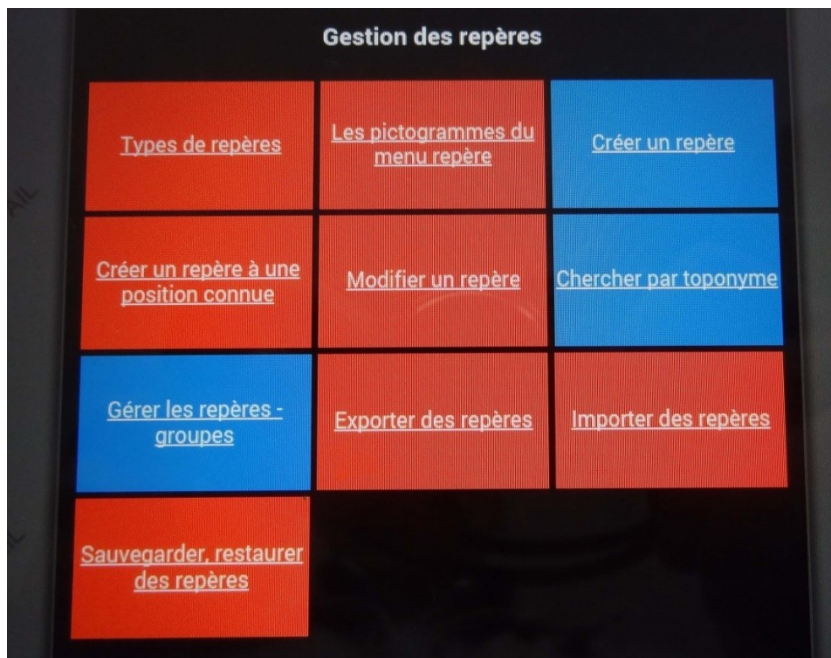 Gestion des repères
Types de repères
Les pictogrammes du
menu repère
Créer un repère
Créer un repère à une
position connue
Modifier un repère
Chercher par toponyme
Gérer les repères -
groupes
Exporter des repères
Importer des repères
Sauvegarder, restaurer
des repères